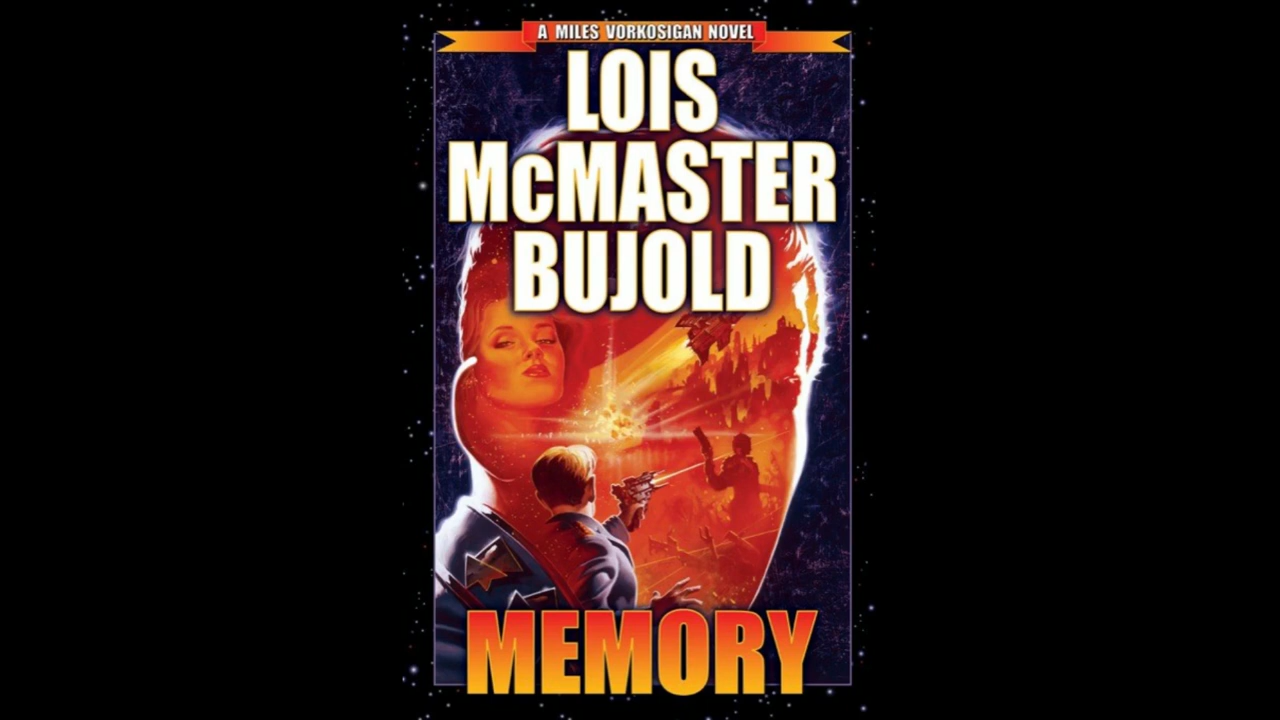 A MILES VORKOSIGAN NOVEL
LOIS
McMASTER
BUJOLD
MEMORY